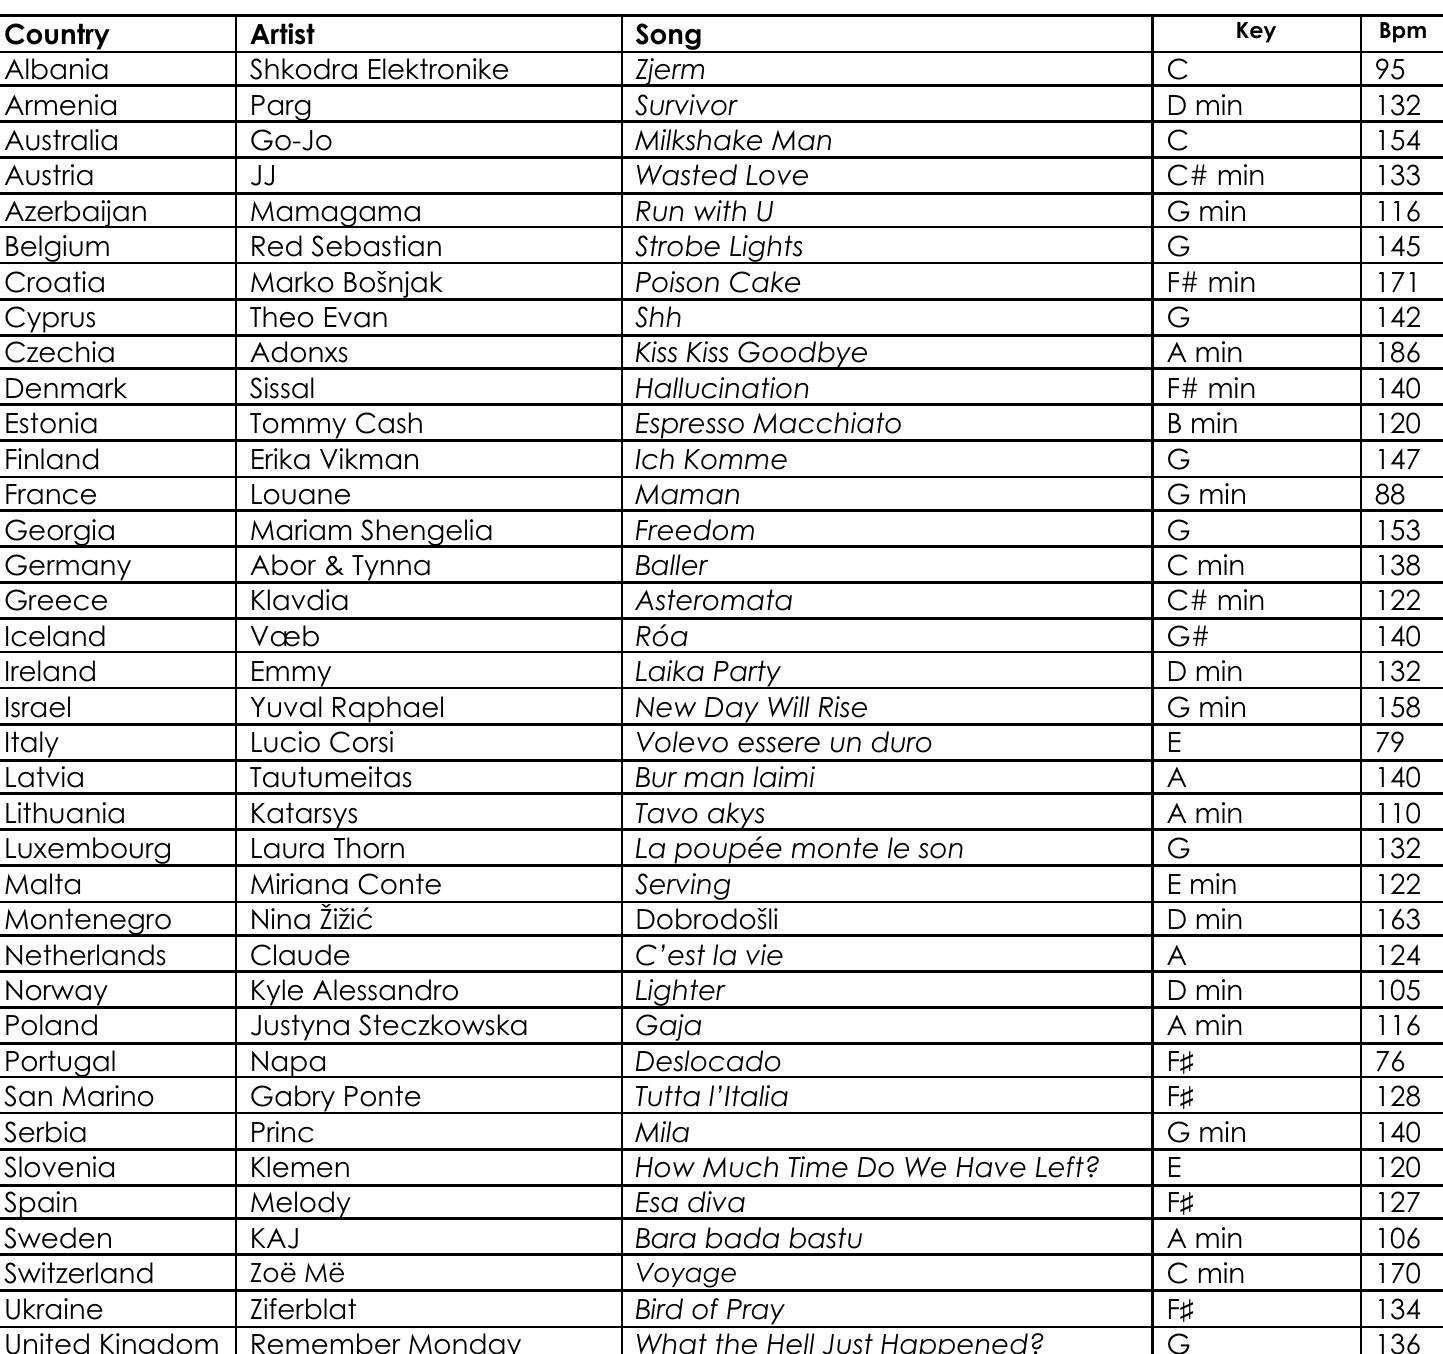 Country Artist Song Key Bpm
Albania Shkodra Elektronike Zjerm C 95
Armenia Parg Survivor D min 132
Australia Go-Jo Milkshake Man C 154
Austria JJ Wasted Love C# min 133
Azerbaijan Mamagama Run with U G min 116
Belgium Red Sebastian Strobe Lights G 145
Croatia Marko Bošnjak Poison Cake F# min 171
Cyprus Theo Evan Shh G 142
Czechia Adonxs Kiss Kiss Goodbye A min 186
Denmark Sissal Hallucination F# min 140
Estonia Tommy Cash Espresso Macchiato B min 120
Finland Erika Vikman Ich Komme G 147
France Louane Maman G min 88
Georgia Mariam Shengelia Freedom G 153
Germany Abor & Tynna Baller C min 138
Greece Klavdia Asteromata C# min 122
Iceland Væb Róa G# 140
Ireland Emmy Laika Party D min 132
Israel Yuval Raphael New Day Will Rise G min 158
Italy Lucio Corsi Volevo essere un duro E 79
Latvia Tautumeitas Bur man laimi A 140
Lithuania Katarsys Tavo akys A min 110
Luxembourg Laura Thorn La poupée monte le son G 132
Malta Miriana Conte Serving E min 122
Montenegro Nina Žižić Dobrodošli D min 163
Netherlands Claude C’est la vie A 124
Norway Kyle Alessandro Lighter D min 105
Poland Justyna Steczkowska Gaja A min 116
Portugal Napa Deslocado F♯ 76
San Marino Gabry Ponte Tutta l’Italia F♯ 128
Serbia Princ Mila G min 140
Slovenia Klemen How Much Time Do We Have Left? E 120
Spain Melody Esa diva F♯ 127
Sweden KAJ Bara bada bastu A min 106
Switzerland Zoë Më Voyage C min 170
Ukraine Ziferblat Bird of Pray F♯ 134
United Kingdom Remember Monday What the Hell Just Happened? G 136